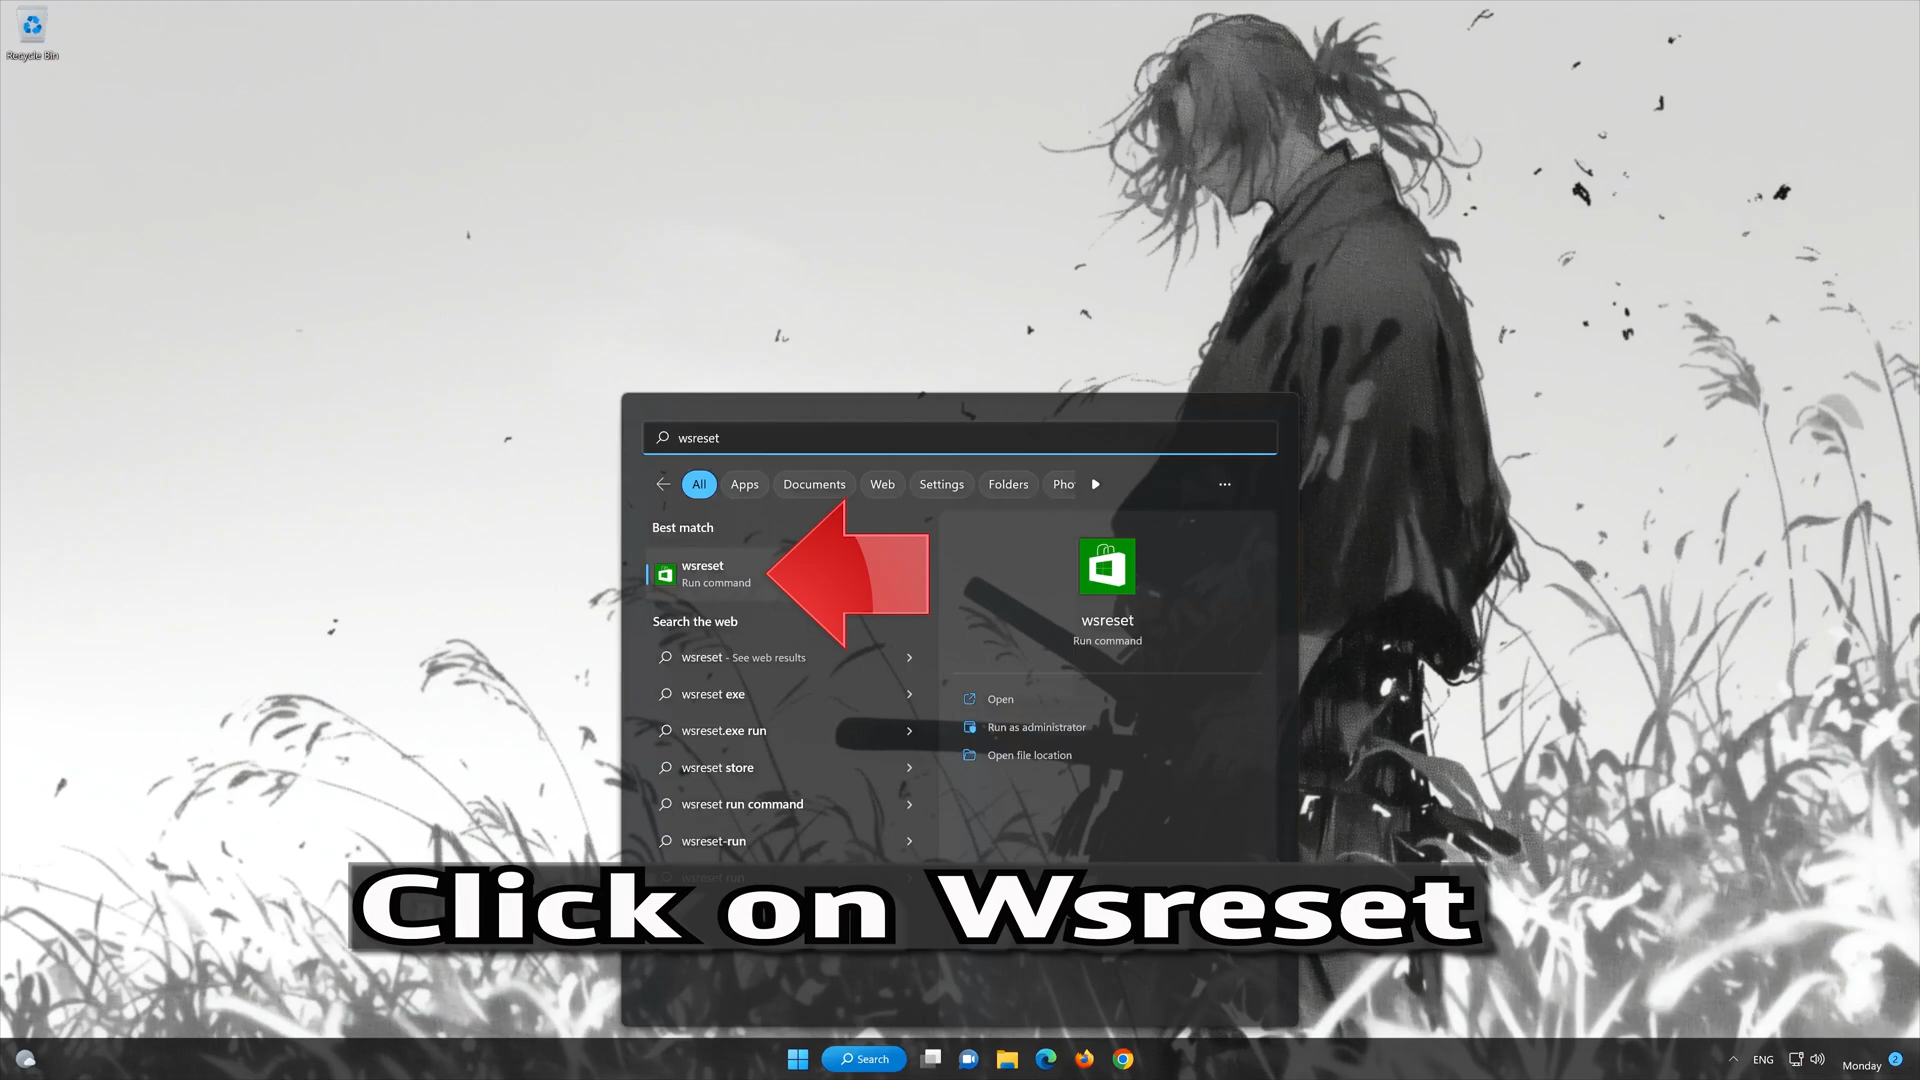 Recycle Bin
wsreset
All Apps Documents Web Settings Folders Pho
Best match
wsreset
Run command
Search the web
wsreset - See web results
wsreset exe
wsreset.exe run
wsreset store
wsreset run command
wsreset-run
wsreset run
wsreset
Run command
Open
Run as administrator
Open file location
Click on Wsreset
Search
ENG
Monday
2